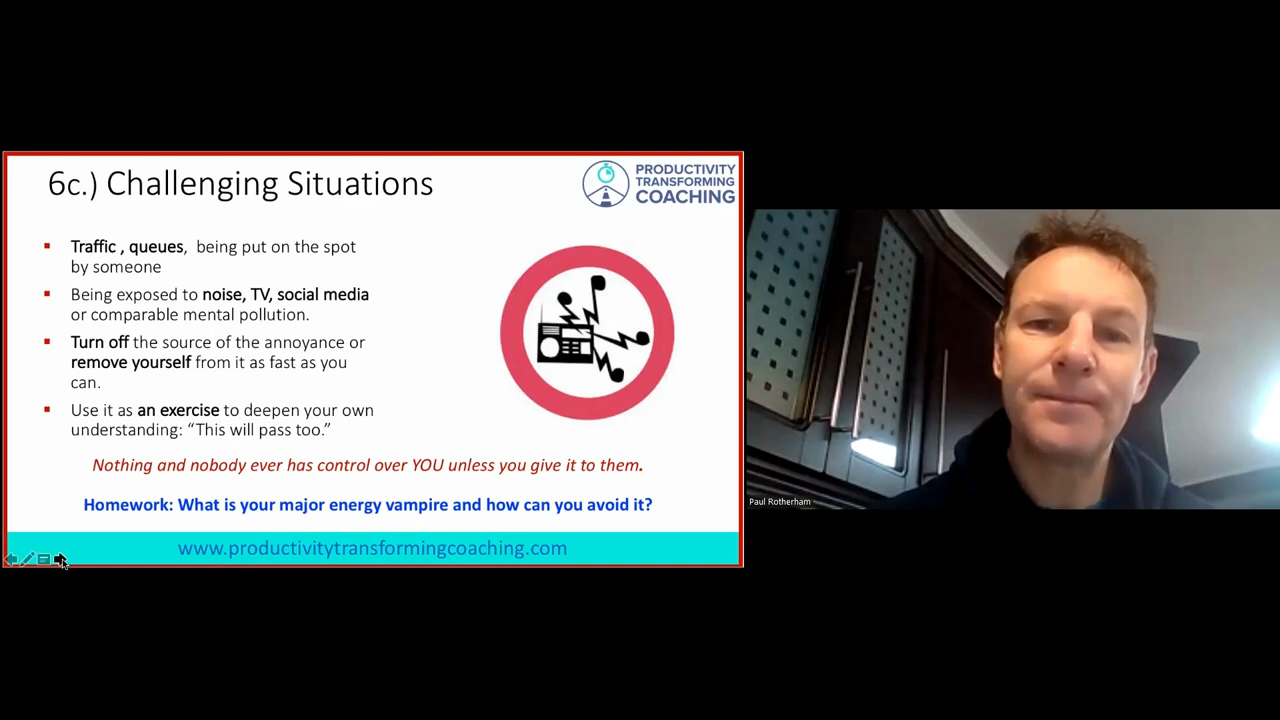 6c.) Challenging Situations
PRODUCTIVITY
TRANSFORMING
COACHING
Traffic , queues, being put on the spot
by someone
Being exposed to noise, TV, social media
or comparable mental pollution.
Turn off the source of the annoyance or
remove yourself from it as fast as you
can.
Use it as an exercise to deepen your own
understanding: “This will pass too.”
Nothing and nobody ever has control over YOU unless you give it to them.
Homework: What is your major energy vampire and how can you avoid it?
www.productivitytransformingcoaching.com
Paul Rotherham